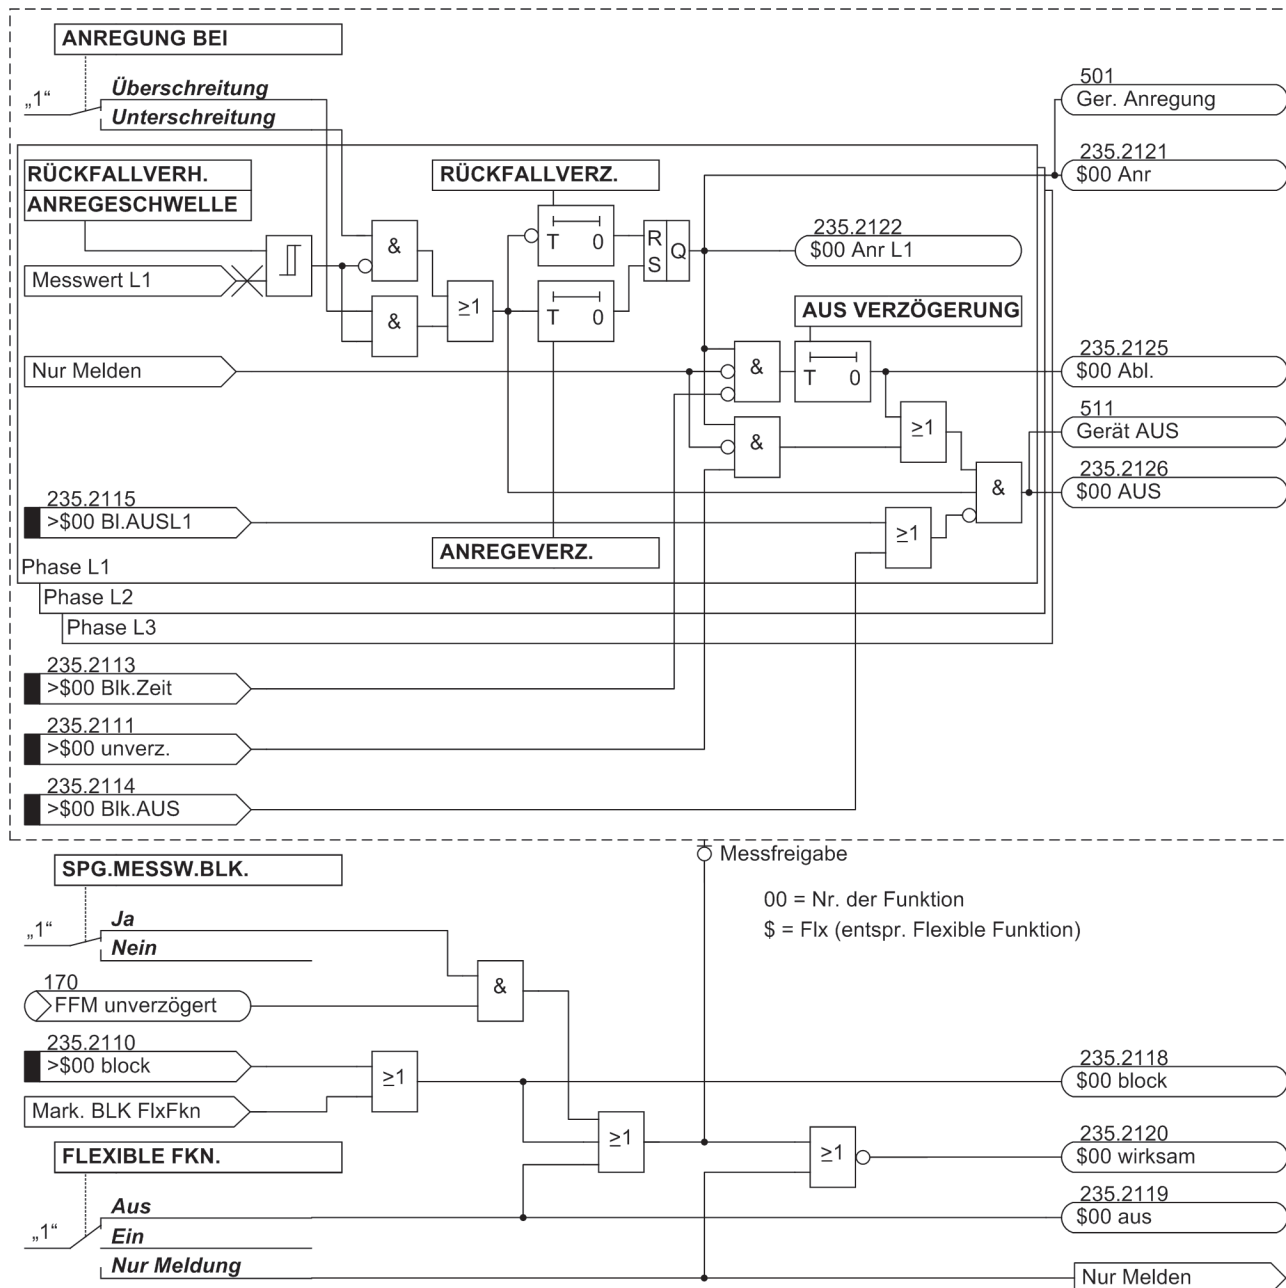 ANREGUNG BEI
„1“
Überschreitung
Unterschreitung
501
Ger. Anregung
235.2121
$00 Anr
RÜCKFALLVERH.
ANREGESCHWELLE
RÜCKFALLVERZ.
&
T 0
R
S
Q
235.2122
$00 Anr L1
Messwert L1
≥1
&
T 0
AUS VERZÖGERUNG
Nur Melden
&
T 0
235.2125
$00 Abl.
&
≥1
511
Gerät AUS
&
235.2126
$00 AUS
235.2115
>$00 Bl.AUSL1
≥1
ANREGEVERZ.
Phase L1
Phase L2
Phase L3
235.2113
>$00 Blk.Zeit
235.2111
>$00 unverz.
235.2114
>$00 Blk.AUS
SPG.MESSW.BLK.
Messfreigabe
00 = Nr. der Funktion
$ = Flx (entspr. Flexible Funktion)
„1“
Ja
Nein
170
FFM unverzögert
&
235.2110
>$00 block
≥1
Mark. BLK FlxFkn
235.2118
$00 block
FLEXIBLE FKN.
≥1
≥1
235.2120
$00 wirksam
„1“
Aus
Ein
Nur Meldung
235.2119
$00 aus
Nur Melden